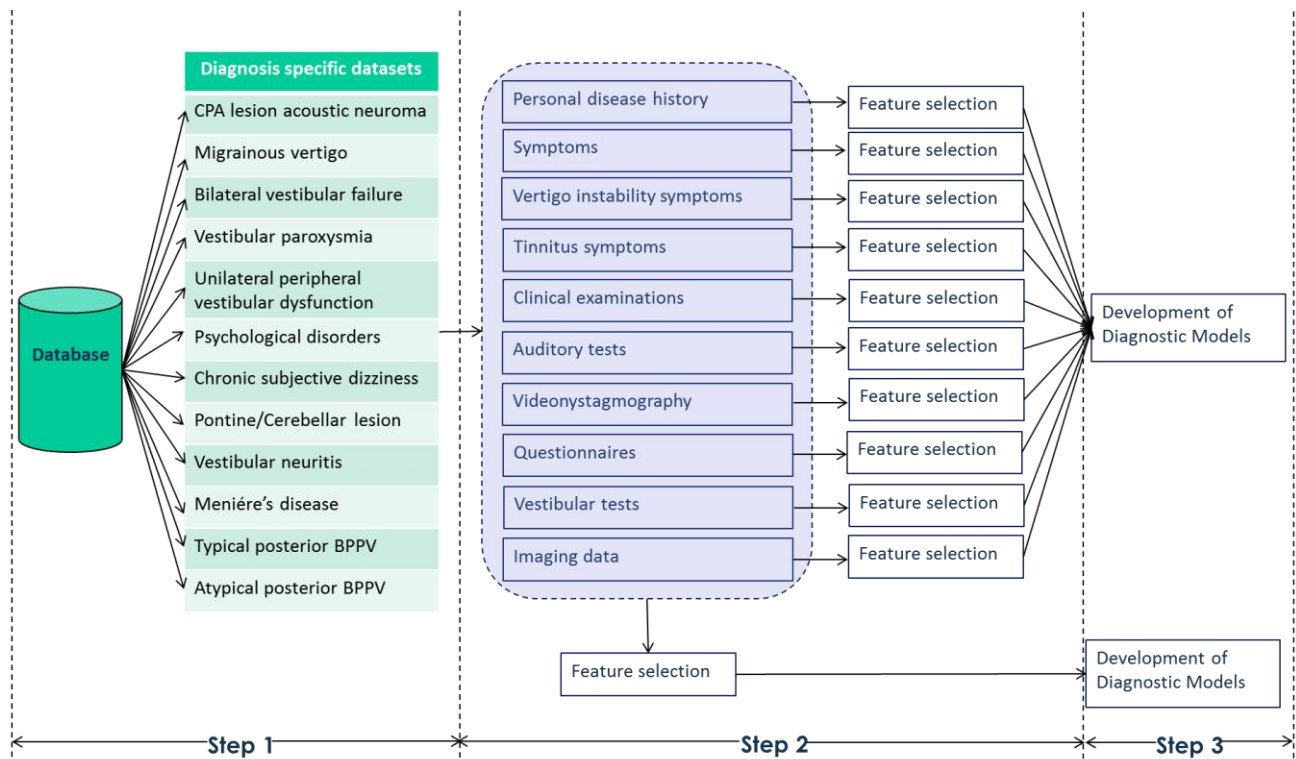 Diagnosis specific datasets
CPA lesion acoustic neuroma
Migrainous vertigo
Bilateral vestibular failure
Vestibular paroxysmia
Unilateral peripheral
vestibular dysfunction
Psychological disorders
Chronic subjective dizziness
Pontine/Cerebellar lesion
Vestibular neuritis
Meniére’s disease
Typical posterior BPPV
Atypical posterior BPPV
Database
Personal disease history
Symptoms
Vertigo instability symptoms
Tinnitus symptoms
Clinical examinations
Auditory tests
Videonystagmography
Questionnaires
Vestibular tests
Imaging data
Feature selection
Feature selection
Feature selection
Feature selection
Feature selection
Feature selection
Feature selection
Feature selection
Feature selection
Feature selection
Development of
Diagnostic Models
Feature selection
Development of
Diagnostic Models
Step 1
Step 2
Step 3